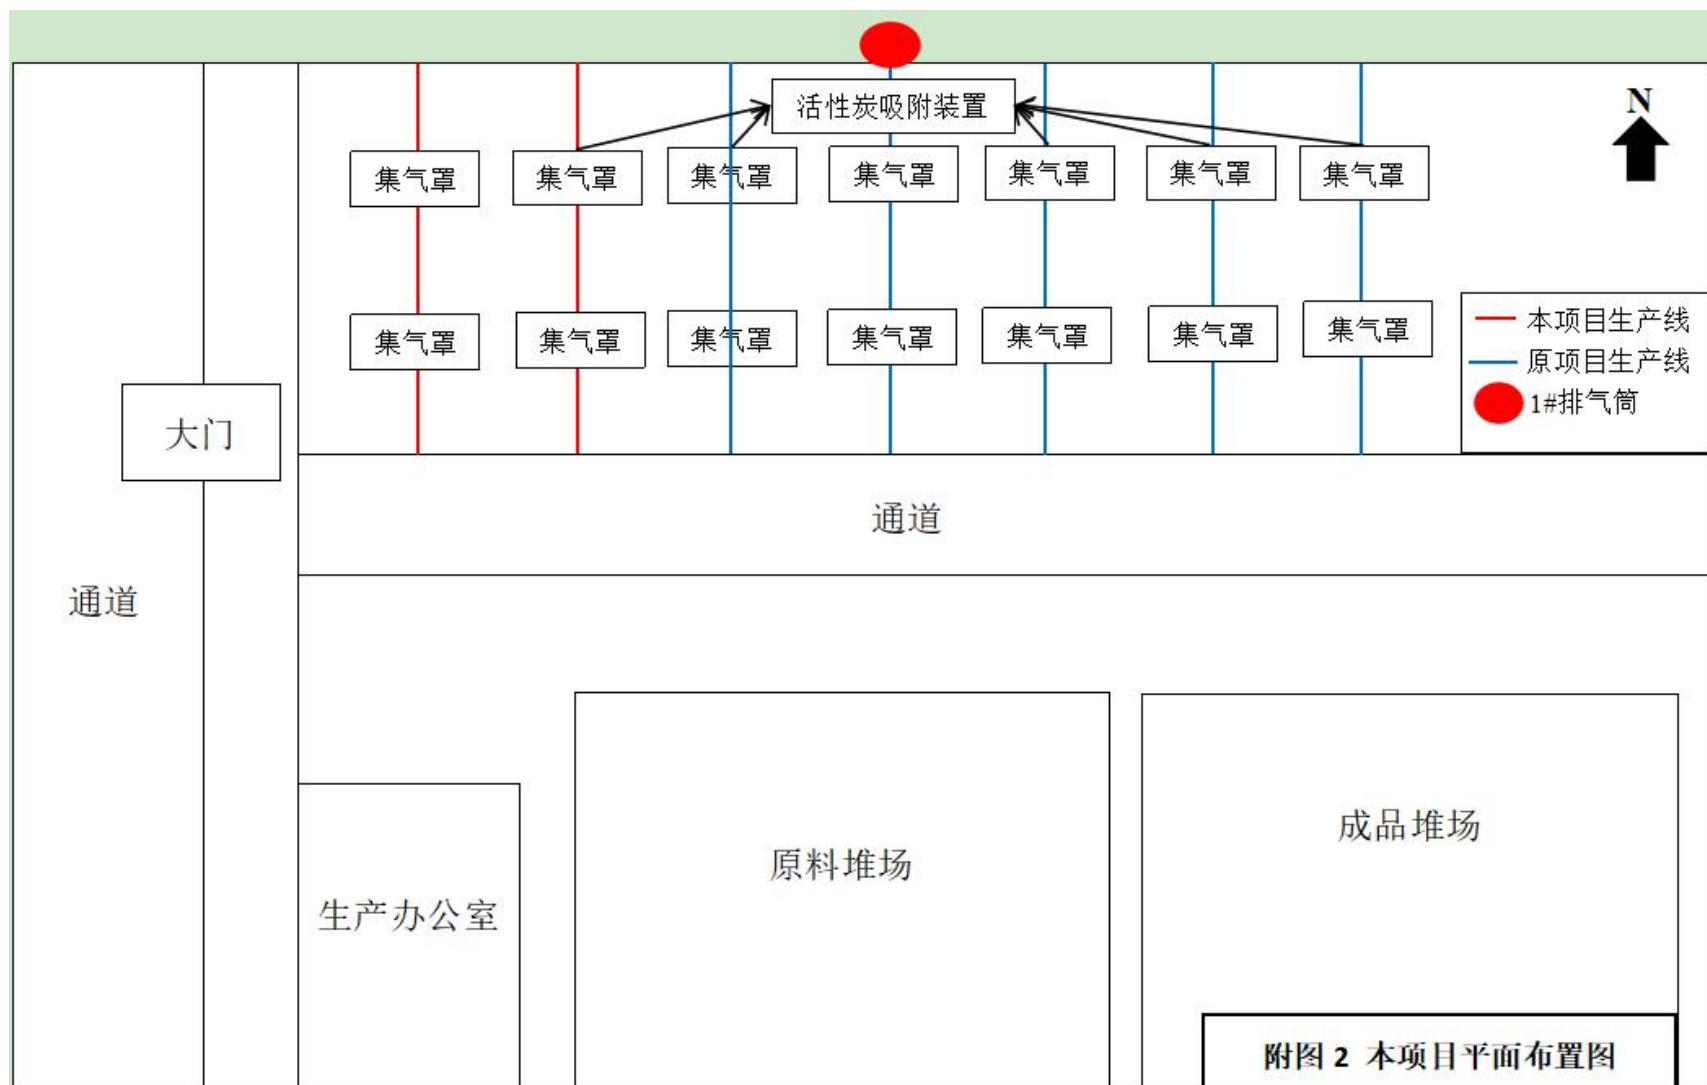 活性炭吸附装置
N
集气罩
集气罩
集气罩
集气罩
集气罩
集气罩
集气罩
集气罩
集气罩
集气罩
集气罩
集气罩
集气罩
集气罩
本项目生产线
原项目生产线
1#排气筒
大门
通道
通道
生产办公室
原料堆场
成品堆场
附图 2 本项目平面布置图